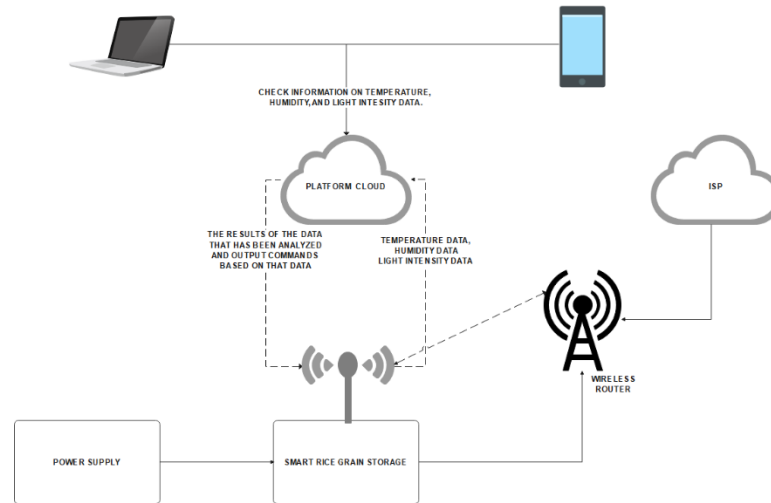 CHECK INFORMATION ON TEMPERATURE,
HUMIDITY,AND LIGHT INTESITY DATA.
PLATFORM CLOUD
ISP
THE RESULTS OF THE DATA
THAT HAS BEEN ANALYZED
AND OUTPUT COMMANDS
BASED ON THAT DATA
TEMPERATURE DATA,
HUMIDITY DATA
LIGHT INTENSITY DATA
WIRELESS
ROUTER
POWER SUPPLY
SMART RICE GRAIN STORAGE